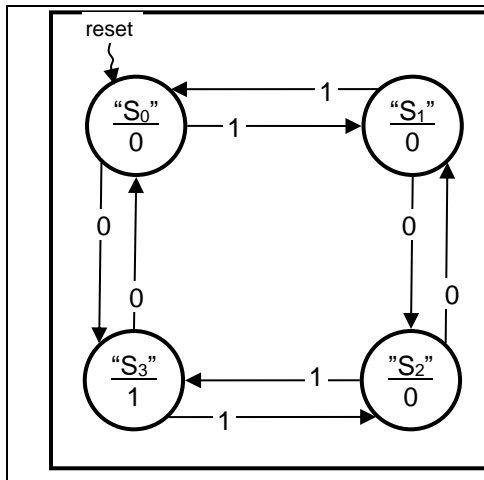 reset
“S0” 1 “S1”
0 1 0
0 0
0 0
“S3” 1 ”S2”
1 1 0